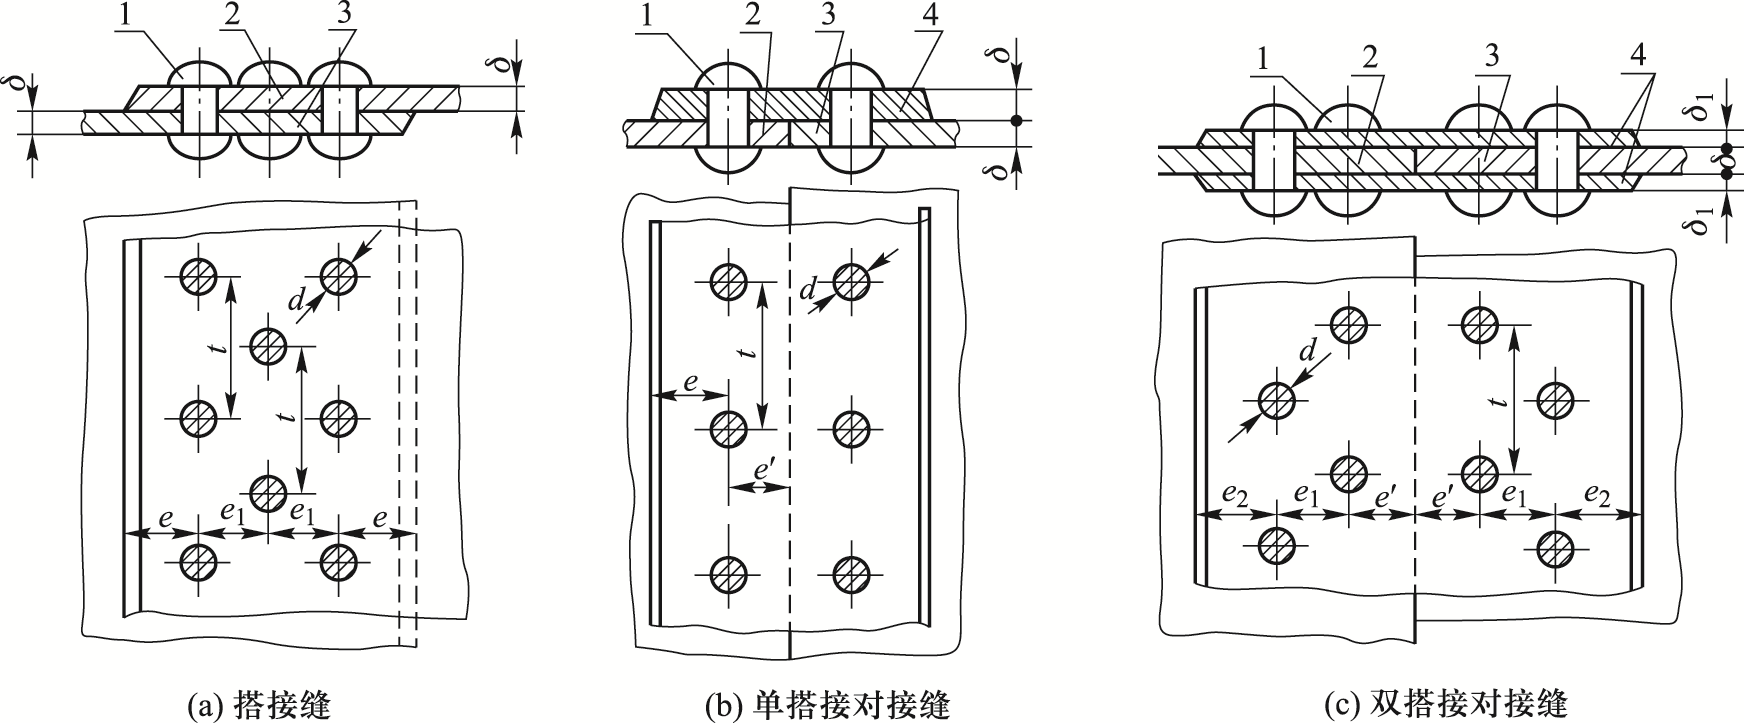 1 2 3
δ
δ
d
t
t
e e1 e1 e
(a) 搭接缝
1 2 3 4
δ
δ
d
t
e
e′
(b) 单搭接对接缝
1 2 3 4
δ1
δ
δ1
d
t
e2 e1 e′ e′ e1 e2
(c) 双搭接对接缝